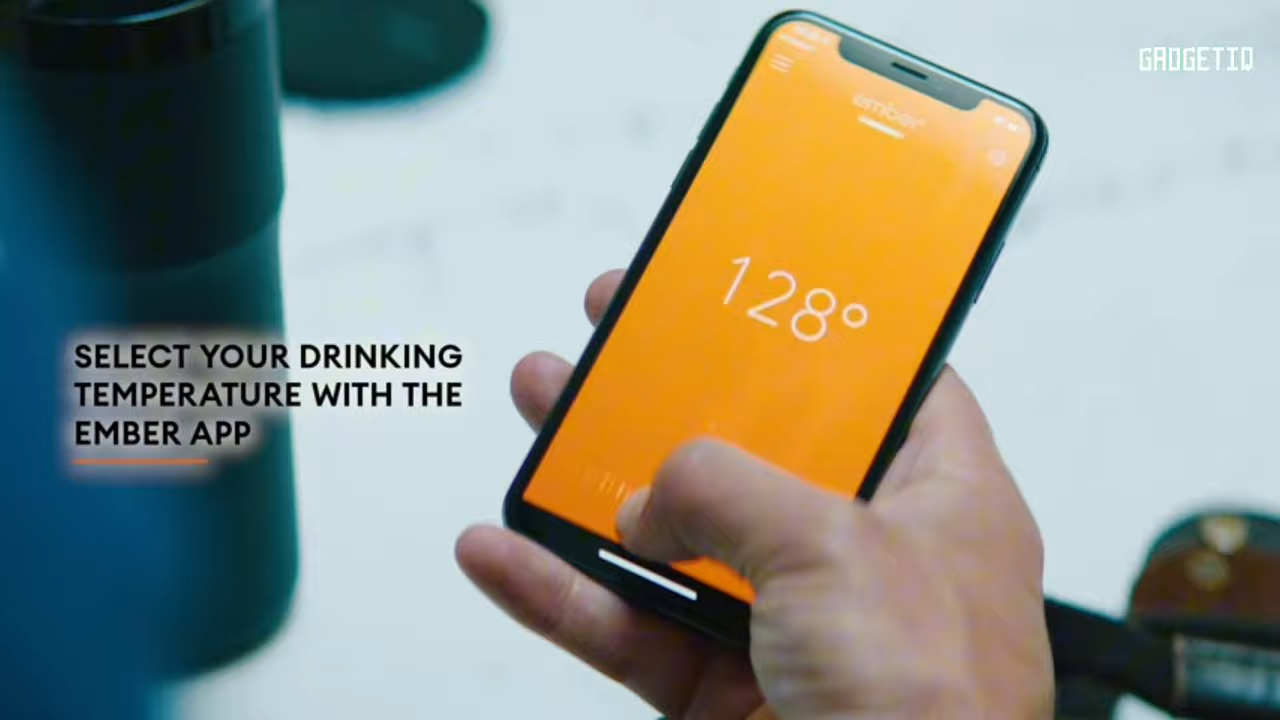 GADGETIQ
ember
128°
SELECT YOUR DRINKING
TEMPERATURE WITH THE
EMBER APP